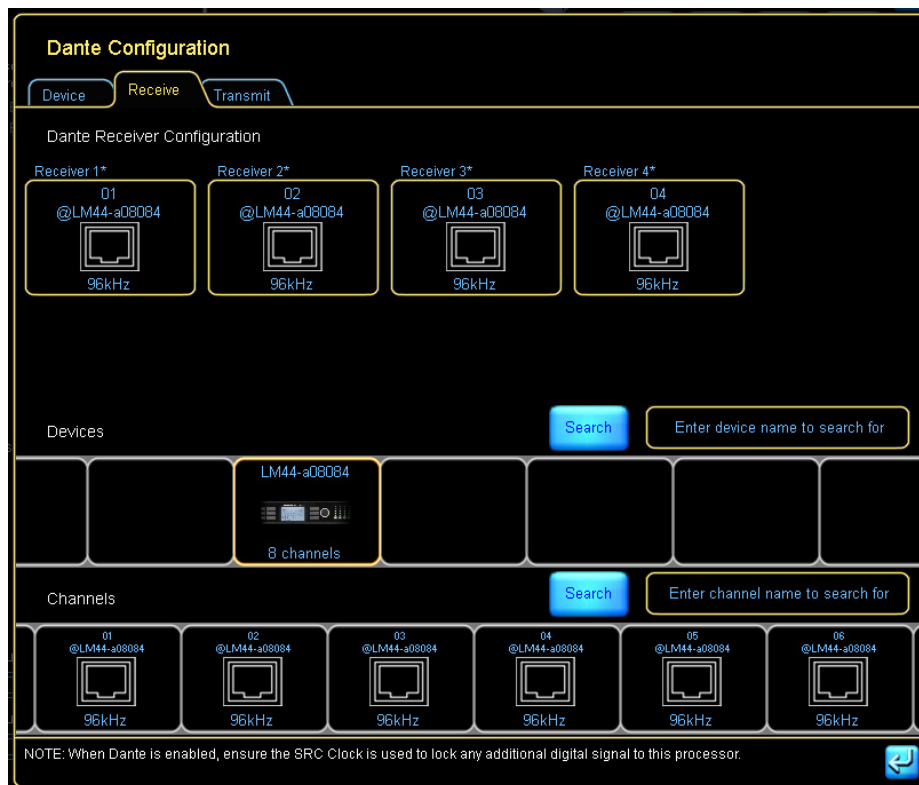 Dante Configuration
Device Receive Transmit
Dante Receiver Configuration
Receiver 1* Receiver 2* Receiver 3* Receiver 4*
01 02 03 04
@LM44-a08084 @LM44-a08084 @LM44-a08084 @LM44-a08084
96kHz 96kHz 96kHz 96kHz
Devices Search Enter device name to search for
LM44-a08084
8 channels
Channels Search Enter channel name to search for
01 02 03 04 05 06
@LM44-a08084 @LM44-a08084 @LM44-a08084 @LM44-a08084 @LM44-a08084 @LM44-a08084
96kHz 96kHz 96kHz 96kHz 96kHz 96kHz
NOTE: When Dante is enabled, ensure the SRC Clock is used to lock any additional digital signal to this processor.